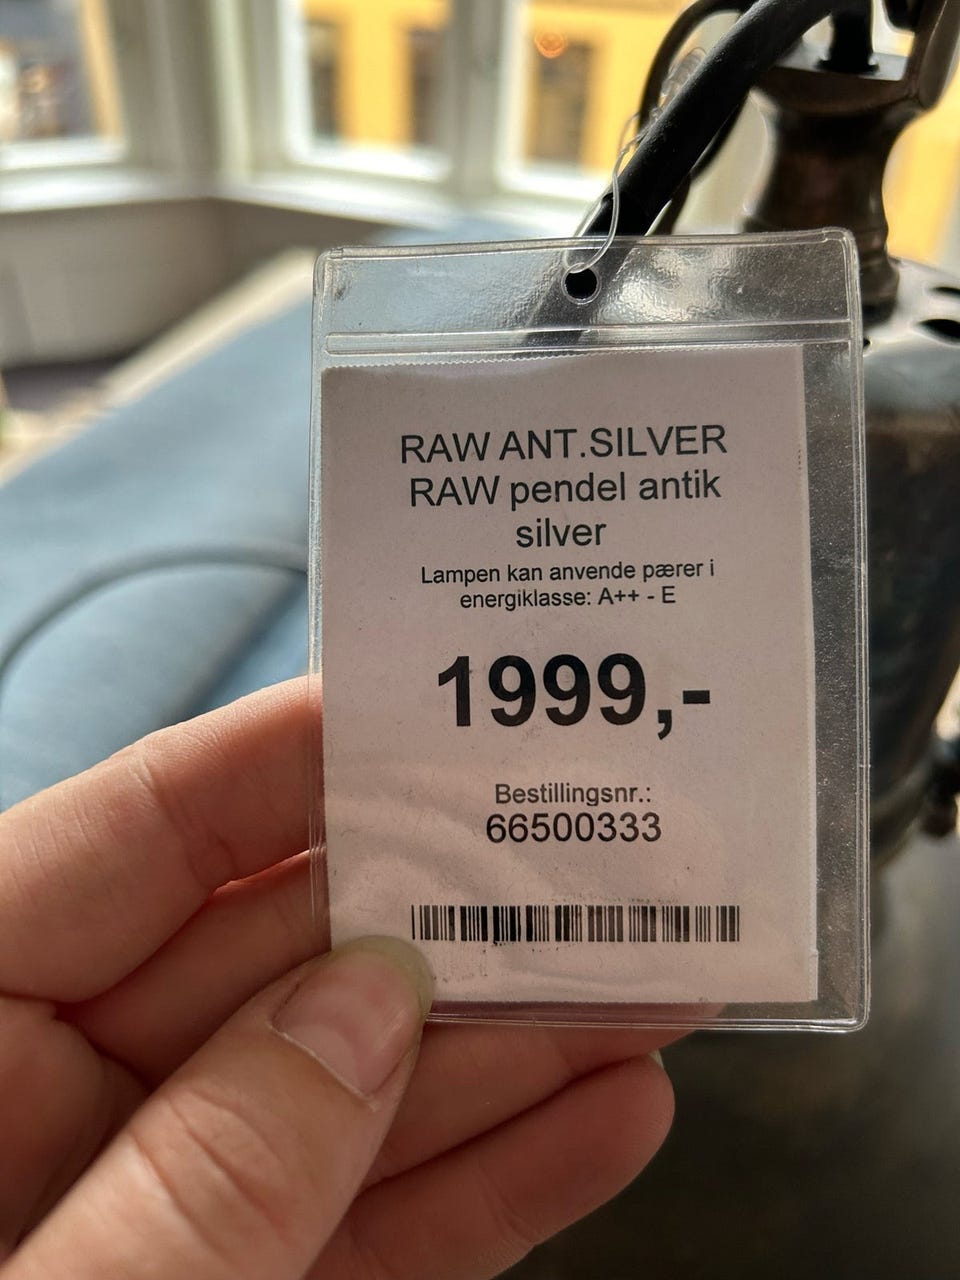 RAW ANT.SILVER
RAW pendel antik
silver
Lampen kan anvende pærer i
energiklasse: A++ - E
1999,-
Bestillingsnr.:
66500333